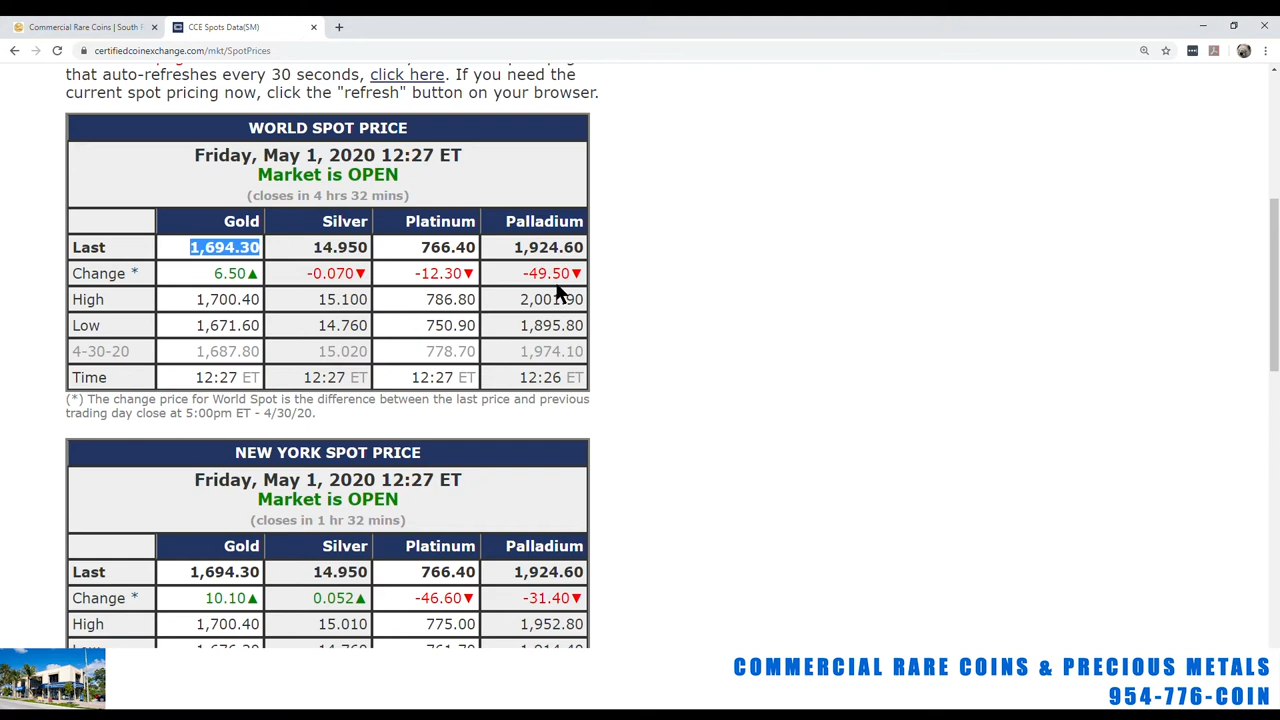 Commercial Rare Coins | South F
CCE Spots Data(SM)
certifiedcoinexchange.com/mkt/SpotPrices
that auto-refreshes every 30 seconds, click here. If you need the
current spot pricing now, click the "refresh" button on your browser.
WORLD SPOT PRICE
Friday, May 1, 2020 12:27 ET
Market is OPEN
(closes in 4 hrs 32 mins)
Gold Silver Platinum Palladium
Last 1,694.30 14.950 766.40 1,924.60
Change * 6.50▲ -0.070▼ -12.30▼ -49.50▼
High 1,700.40 15.100 786.80 2,001.90
Low 1,671.60 14.760 750.90 1,895.80
4-30-20 1,687.80 15.020 778.70 1,974.10
Time 12:27 ET 12:27 ET 12:27 ET 12:26 ET
(*) The change price for World Spot is the difference between the last price and previous
trading day close at 5:00pm ET - 4/30/20.
NEW YORK SPOT PRICE
Friday, May 1, 2020 12:27 ET
Market is OPEN
(closes in 1 hr 32 mins)
Gold Silver Platinum Palladium
Last 1,694.30 14.950 766.40 1,924.60
Change * 10.10▲ 0.052▲ -46.60▼ -31.40▼
High 1,700.40 15.010 775.00 1,952.80
COMMERCIAL RARE COINS & PRECIOUS METALS
954-776-COIN